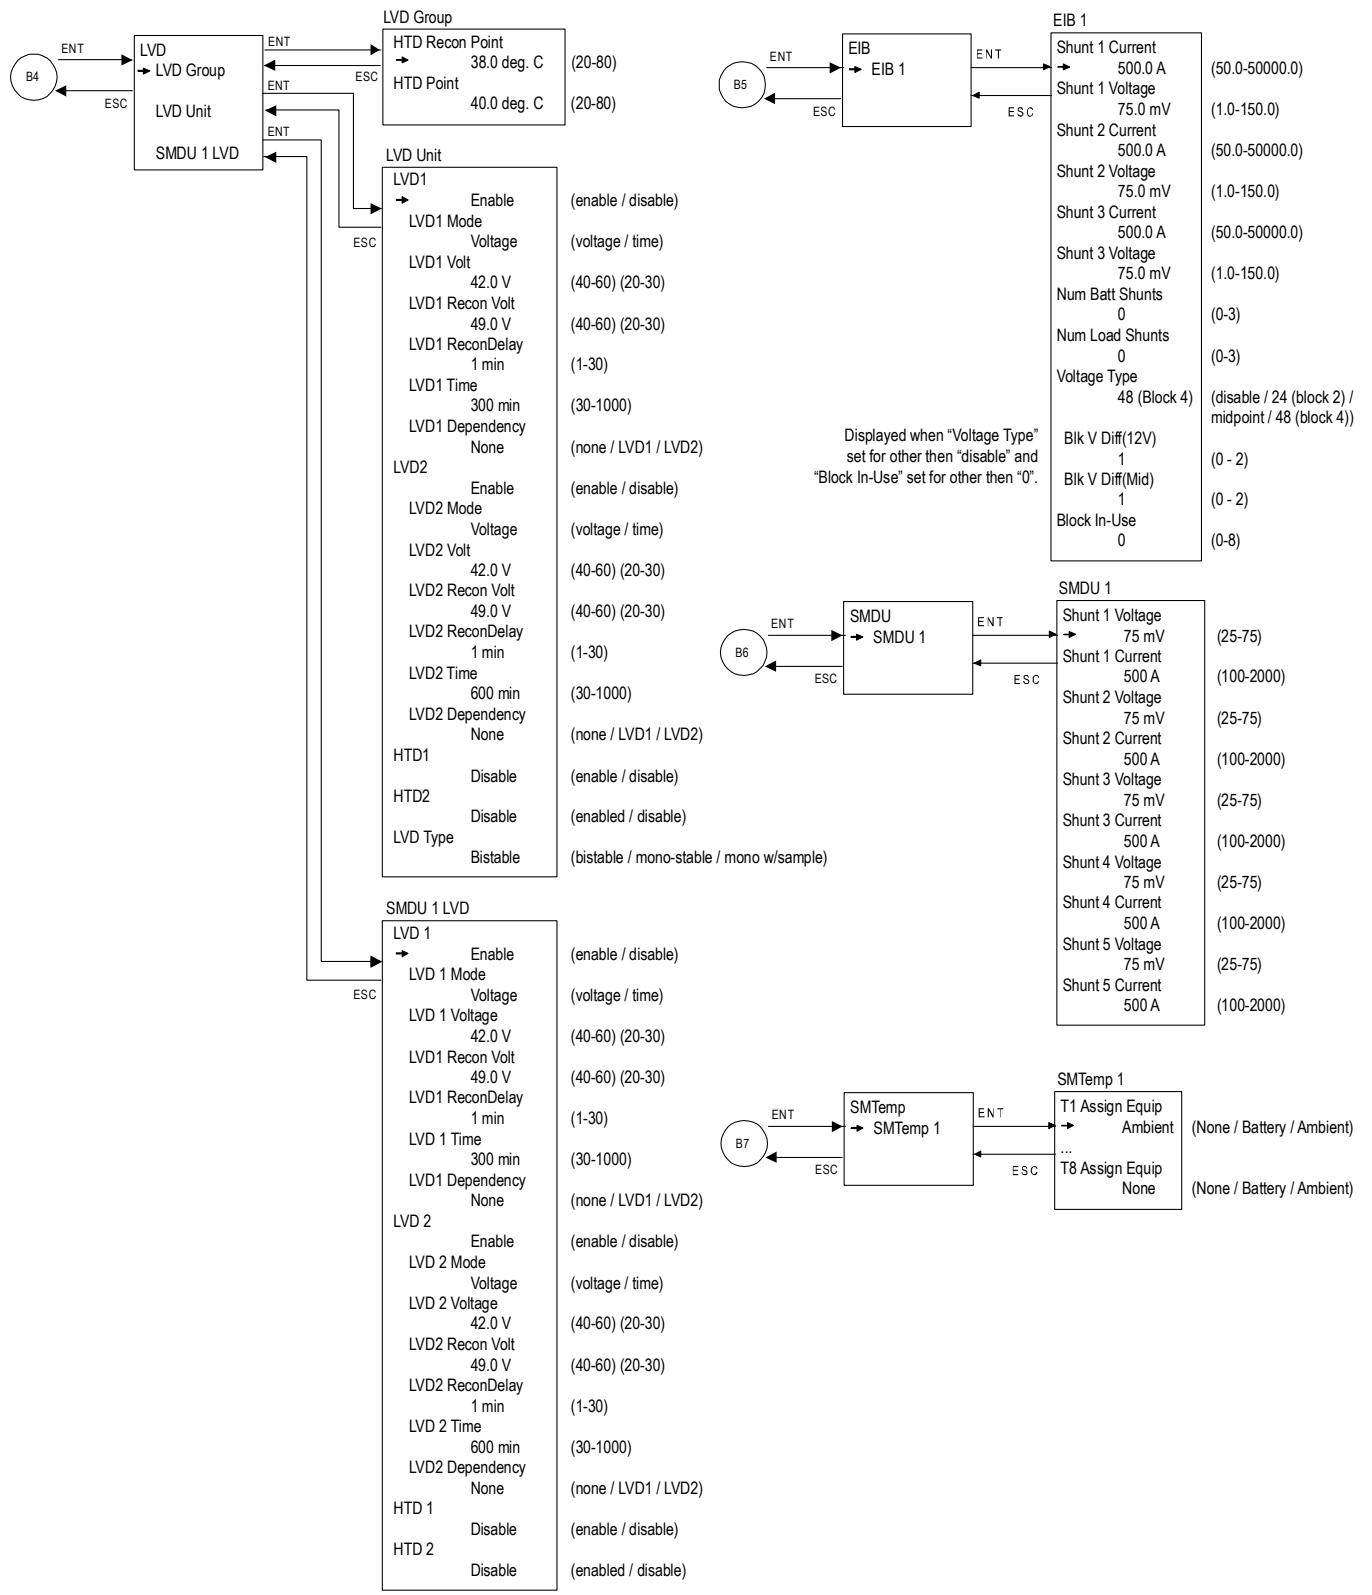 B4
ENT
ESC
LVD
LVD Group
LVD Unit
SMDU 1 LVD
ENT
ESC
ENT
ENT
LVD Group
HTD Recon Point
38.0 deg. C (20-80)
HTD Point
40.0 deg. C (20-80)
LVD Unit
LVD1
Enable (enable / disable)
ESC
LVD1 Mode
Voltage (voltage / time)
LVD1 Volt
42.0 V (40-60) (20-30)
LVD1 Recon Volt
49.0 V (40-60) (20-30)
LVD1 ReconDelay
1 min (1-30)
LVD1 Time
300 min (30-1000)
LVD1 Dependency
None (none / LVD1 / LVD2)
LVD2
Enable (enable / disable)
LVD2 Mode
Voltage (voltage / time)
LVD2 Volt
42.0 V (40-60) (20-30)
LVD2 Recon Volt
49.0 V (40-60) (20-30)
LVD2 ReconDelay
1 min (1-30)
LVD2 Time
600 min (30-1000)
LVD2 Dependency
None (none / LVD1 / LVD2)
HTD1
Disable (enable / disable)
HTD2
Disable (enabled / disable)
LVD Type
Bistable (bistable / mono-stable / mono w/sample)
SMDU 1 LVD
LVD 1
Enable (enable / disable)
ESC
LVD 1 Mode
Voltage (voltage / time)
LVD 1 Voltage
42.0 V (40-60) (20-30)
LVD1 Recon Volt
49.0 V (40-60) (20-30)
LVD1 ReconDelay
1 min (1-30)
LVD 1 Time
300 min (30-1000)
LVD1 Dependency
None (none / LVD1 / LVD2)
LVD 2
Enable (enable / disable)
LVD 2 Mode
Voltage (voltage / time)
LVD 2 Voltage
42.0 V (40-60) (20-30)
LVD2 Recon Volt
49.0 V (40-60) (20-30)
LVD2 ReconDelay
1 min (1-30)
LVD 2 Time
600 min (30-1000)
LVD2 Dependency
None (none / LVD1 / LVD2)
HTD 1
Disable (enable / disable)
HTD 2
Disable (enabled / disable)
B5
ENT
ESC
EIB
EIB 1
ENT
ESC
EIB 1
Shunt 1 Current
500.0 A (50.0-50000.0)
Shunt 1 Voltage
75.0 mV (1.0-150.0)
Shunt 2 Current
500.0 A (50.0-50000.0)
Shunt 2 Voltage
75.0 mV (1.0-150.0)
Shunt 3 Current
500.0 A (50.0-50000.0)
Shunt 3 Voltage
75.0 mV (1.0-150.0)
Num Batt Shunts
0 (0-3)
Num Load Shunts
0 (0-3)
Voltage Type
48 (Block 4) (disable / 24 (block 2) /
midpoint / 48 (block 4))
Displayed when “Voltage Type”
set for other then “disable” and
“Block In-Use” set for other then “0”.
Blk V Diff(12V)
1 (0 - 2)
Blk V Diff(Mid)
1 (0 - 2)
Block In-Use
0 (0-8)
B6
ENT
ESC
SMDU
SMDU 1
ENT
ESC
SMDU 1
Shunt 1 Voltage
75 mV (25-75)
Shunt 1 Current
500 A (100-2000)
Shunt 2 Voltage
75 mV (25-75)
Shunt 2 Current
500 A (100-2000)
Shunt 3 Voltage
75 mV (25-75)
Shunt 3 Current
500 A (100-2000)
Shunt 4 Voltage
75 mV (25-75)
Shunt 4 Current
500 A (100-2000)
Shunt 5 Voltage
75 mV (25-75)
Shunt 5 Current
500 A (100-2000)
B7
ENT
ESC
SMTemp
SMTemp 1
ENT
ESC
SMTemp 1
T1 Assign Equip
Ambient (None / Battery / Ambient)
...
T8 Assign Equip
None (None / Battery / Ambient)